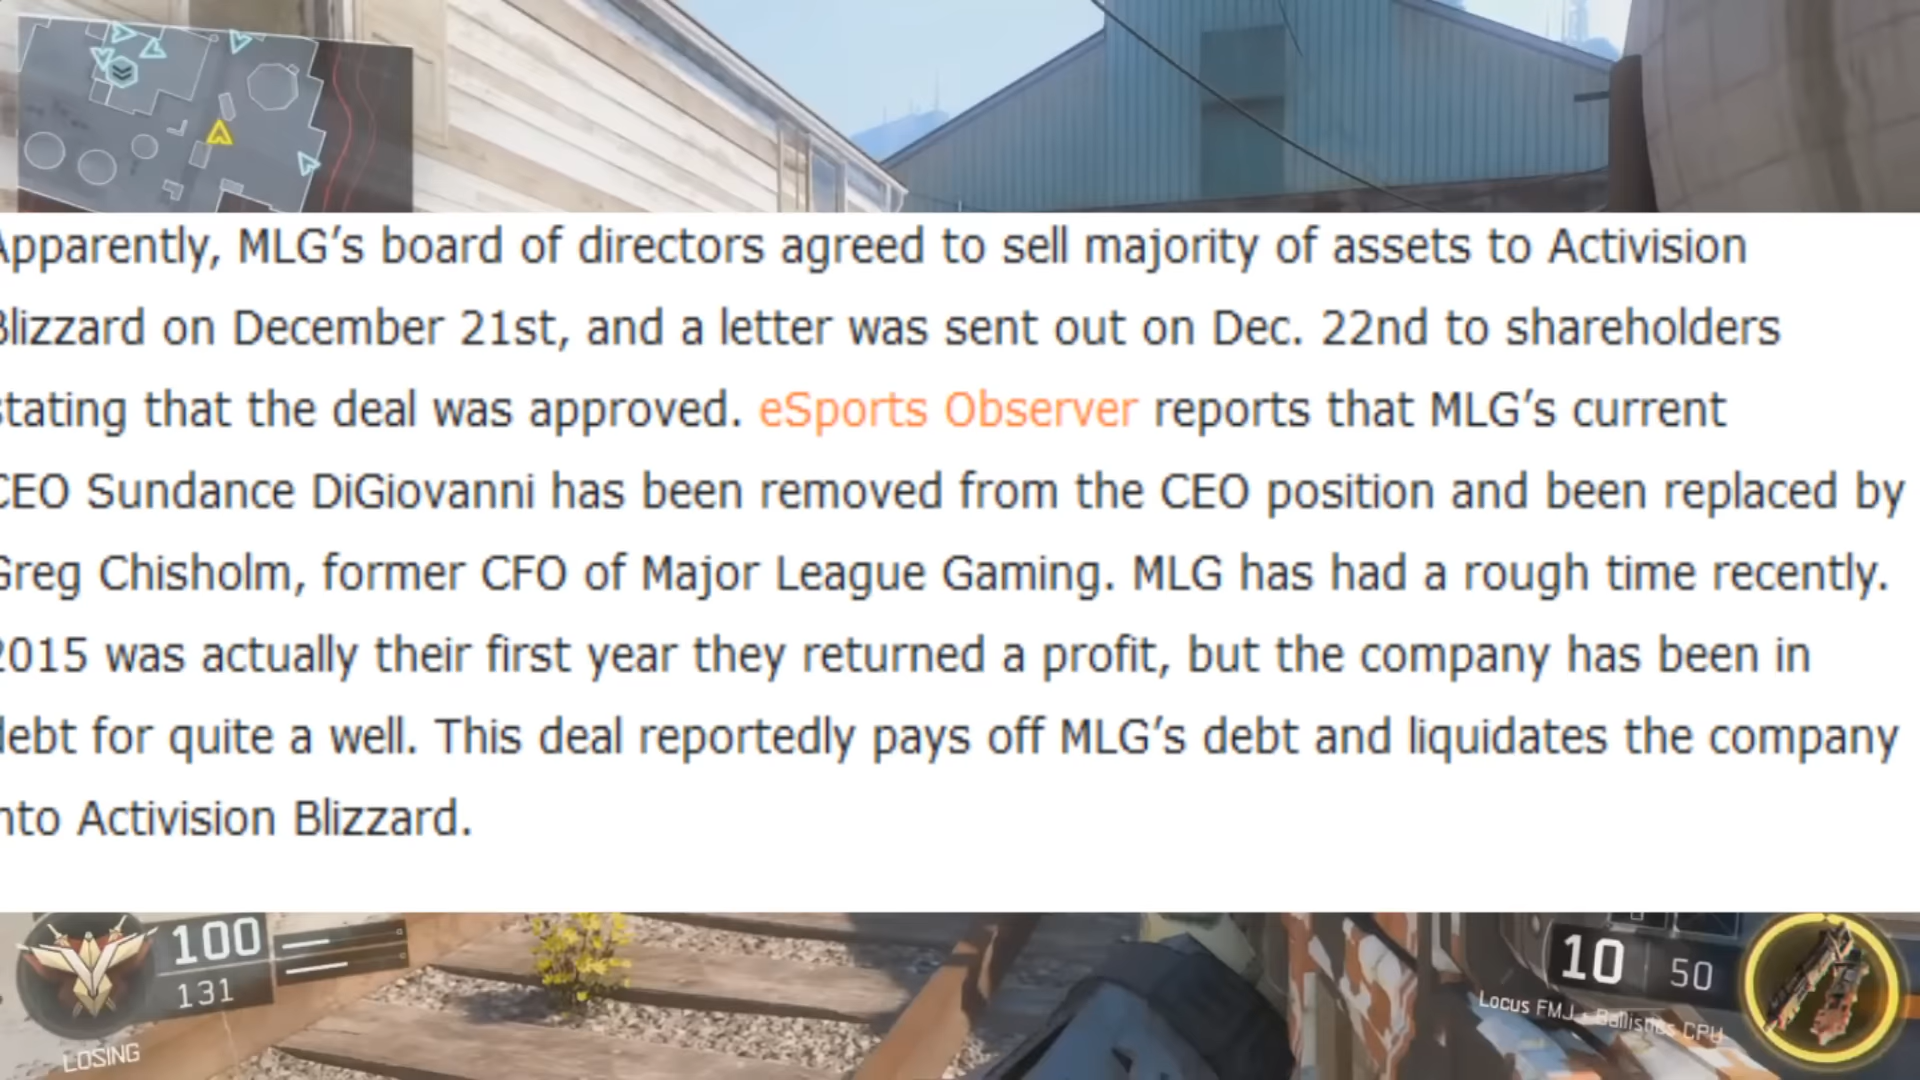 Apparently, MLG’s board of directors agreed to sell majority of assets to Activision
Blizzard on December 21st, and a letter was sent out on Dec. 22nd to shareholders
stating that the deal was approved. eSports Observer reports that MLG’s current
CEO Sundance DiGiovanni has been removed from the CEO position and been replaced by
Greg Chisholm, former CFO of Major League Gaming. MLG has had a rough time recently.
2015 was actually their first year they returned a profit, but the company has been in
debt for quite a well. This deal reportedly pays off MLG’s debt and liquidates the company
into Activision Blizzard.
100
131
LOSING
10 50
Locus FMJ - Ballistics CPU